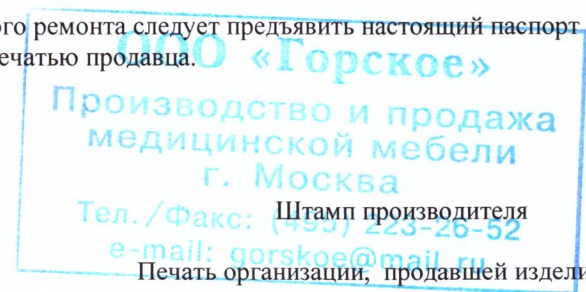 ого ремонта следует предъявить настоящий паспорт
ечатью продавца.
ООО «Горское»
Производство и продажа
медицинской мебели
г. Москва
Тел./факс: (495) 223-26-52
Штамп производителя
e-mail: gorskoe@mail.ru
Печать организации, продавшей издели